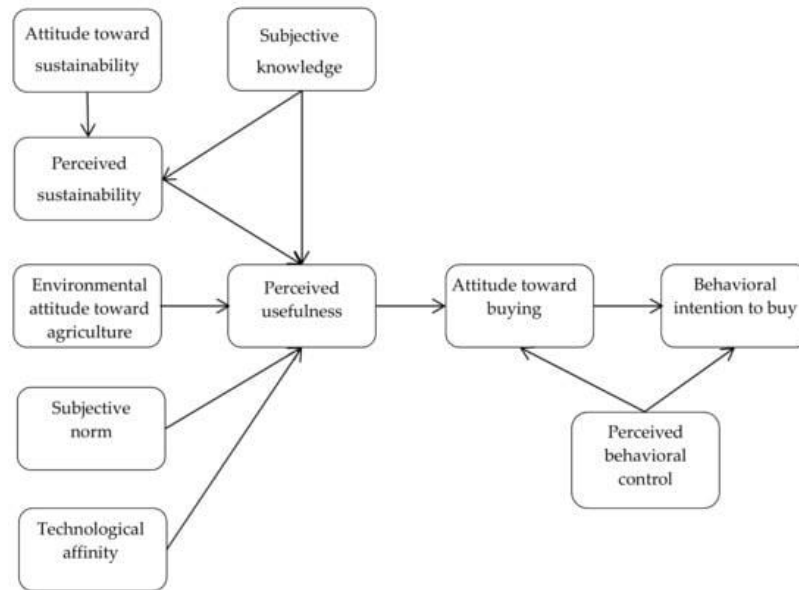 Attitude toward
sustainability
Subjective
knowledge
Perceived
sustainability
Environmental
attitude toward
agriculture
Perceived
usefulness
Attitude toward
buying
Behavioral
intention to buy
Subjective
norm
Perceived
behavioral
control
Technological
affinity